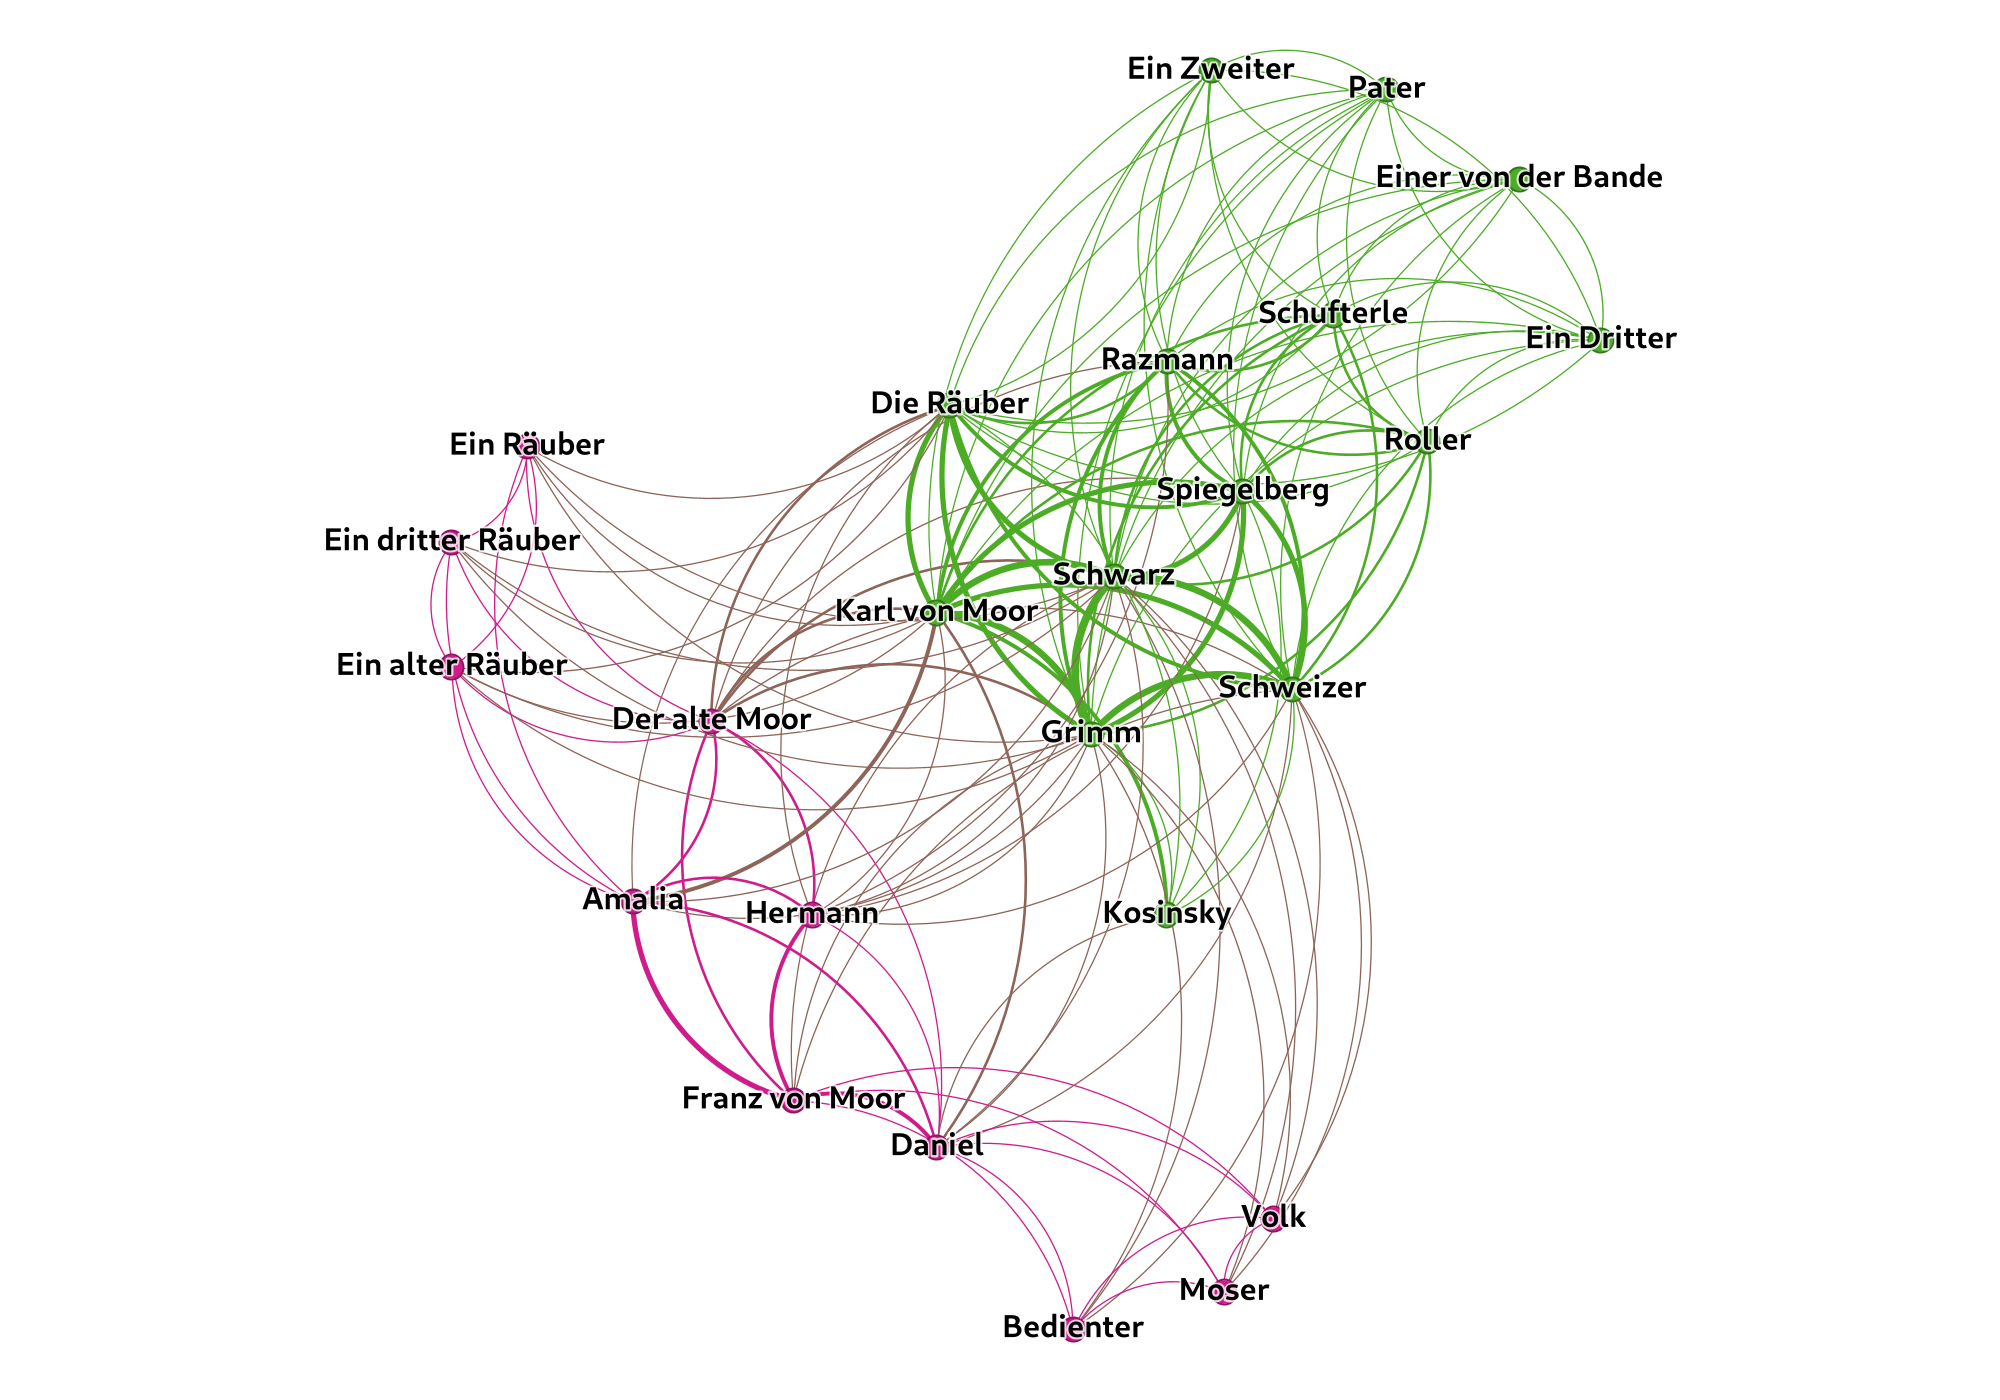 Ein Zweiter
Pater
Einer von der Bande
Schufterle
Ein Dritter
Razmann
Die Räuber
Roller
Ein Räuber
Spiegelberg
Ein dritter Räuber
Schwarz
Karl von Moor
Ein alter Räuber
Schweizer
Der alte Moor
Grimm
Amalia
Hermann
Kosinsky
Franz von Moor
Daniel
Volk
Moser
Bedienter